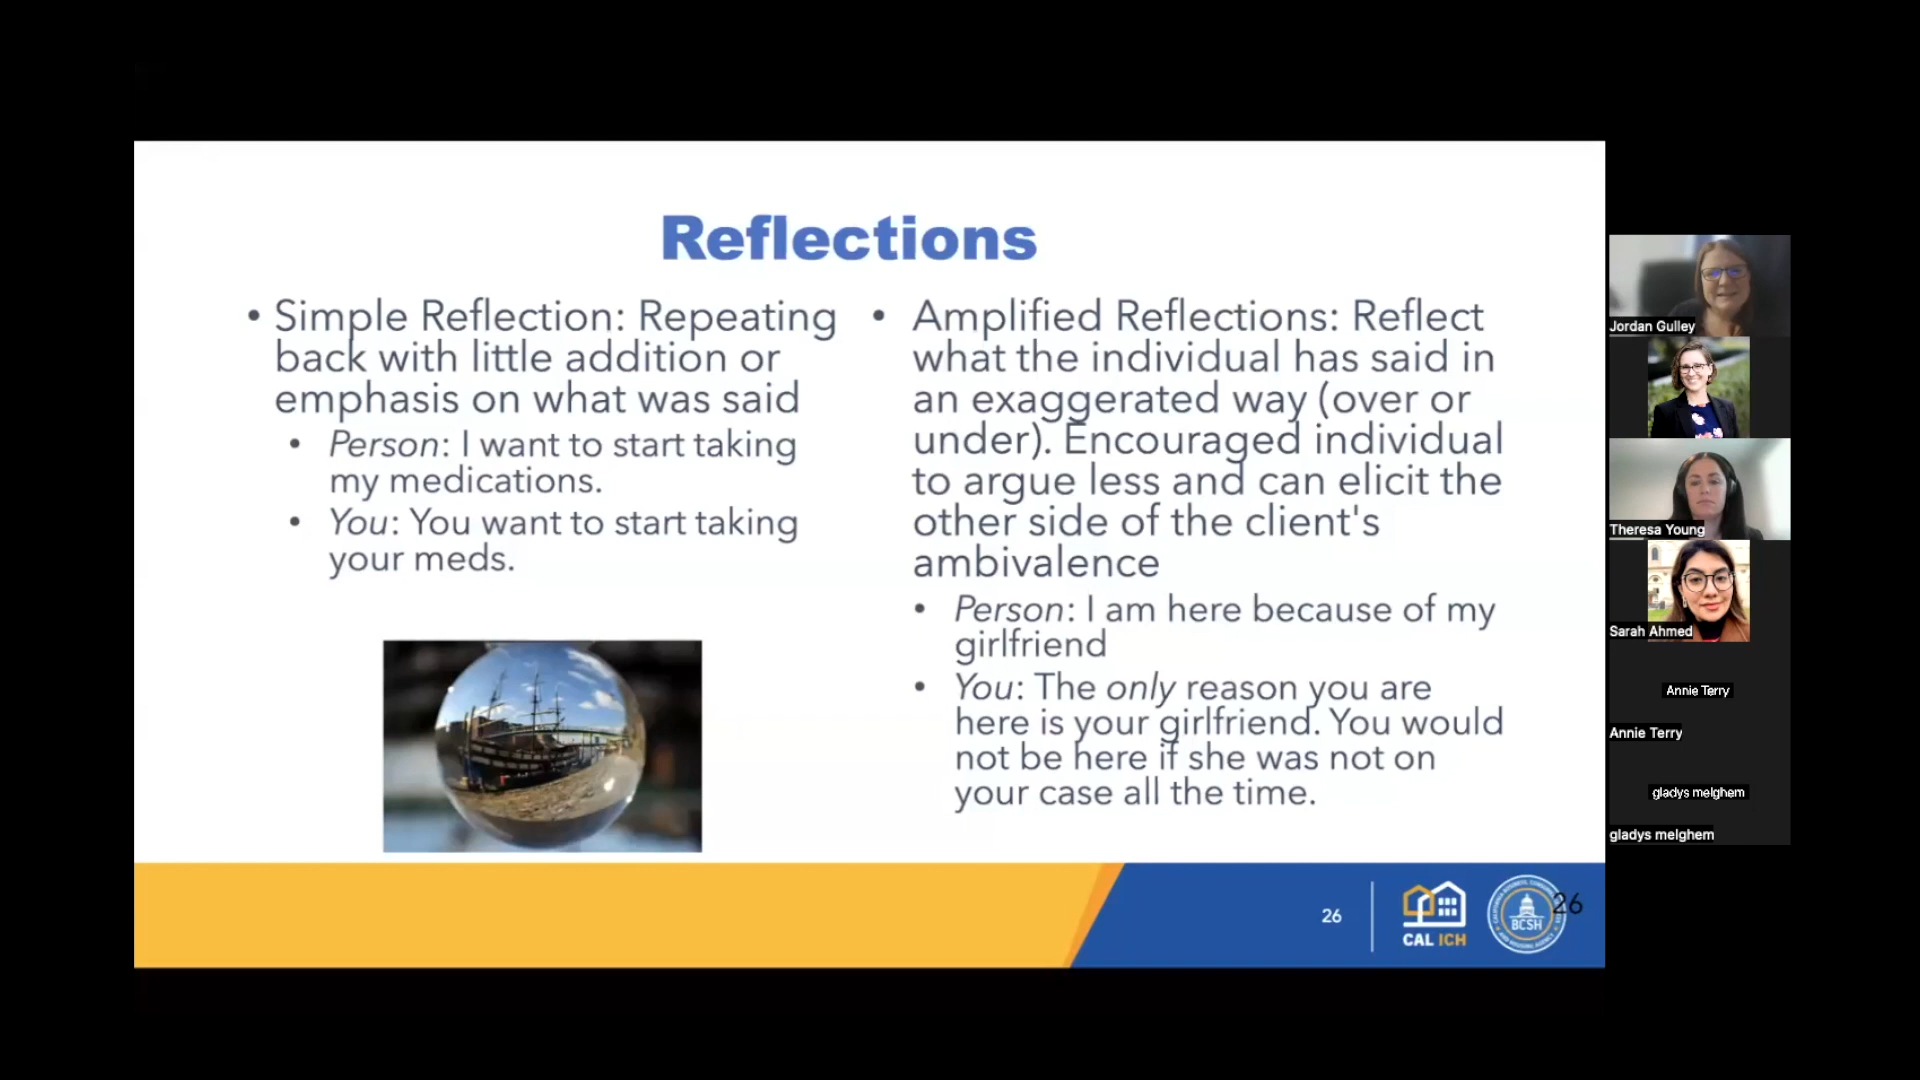 Reflections
• Simple Reflection: Repeating
back with little addition or
emphasis on what was said
• Person: I want to start taking
my medications.
• You: You want to start taking
your meds.
• Amplified Reflections: Reflect
what the individual has said in
an exaggerated way (over or
under). Encouraged individual
to argue less and can elicit the
other side of the client's
ambivalence
• Person: I am here because of my
girlfriend
• You: The only reason you are
here is your girlfriend. You would
not be here if she was not on
your case all the time.
26
CAL ICH
BCSH
26
Jordan Gulley
Theresa Young
Sarah Ahmed
Annie Terry
Annie Terry
gladys melghem
gladys melghem